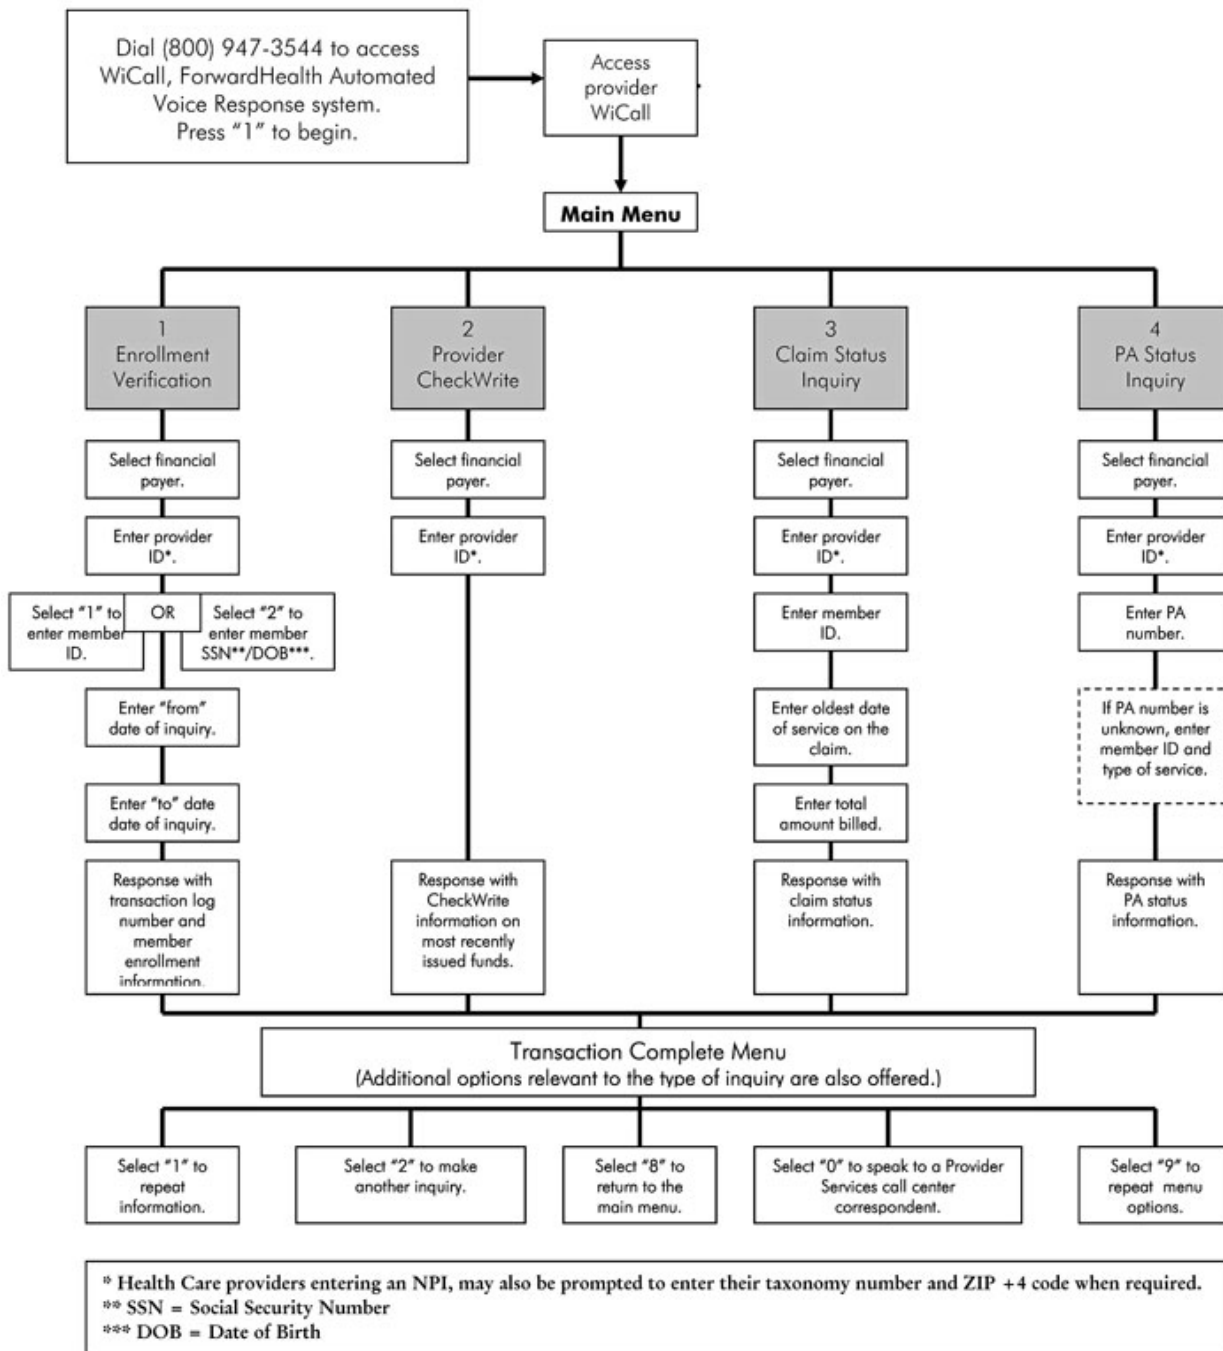 Dial (800) 947-3544 to access
WiCall, ForwardHealth Automated
Voice Response system.
Press "1" to begin.
Access
provider
WiCall
Main Menu
1
Enrollment
Verification
2
Provider
CheckWrite
3
Claim Status
Inquiry
4
PA Status
Inquiry
Select financial
payer.
Select financial
payer.
Select financial
payer.
Select financial
payer.
Enter provider
ID*.
Enter provider
ID*.
Enter provider
ID*.
Enter provider
ID*.
Select "1" to
enter member
ID.
OR
Select "2" to
enter member
SSN**/DOB***.
Enter member
ID.
Enter PA
number.
Enter "from"
date of inquiry.
Enter oldest date
of service on the
claim.
If PA number is
unknown, enter
member ID and
type of service.
Enter "to" date
date of inquiry.
Enter total
amount billed.
Response with
transaction log
number and
member
enrollment
information.
Response with
CheckWrite
information on
most recently
issued funds.
Response with
claim status
information.
Response with
PA status
information.
Transaction Complete Menu
(Additional options relevant to the type of inquiry are also offered.)
Select "1" to
repeat
information.
Select "2" to make
another inquiry.
Select "8" to
return to the
main menu.
Select "0" to speak to a Provider
Services call center
correspondent.
Select "9" to
repeat menu
options.
* Health Care providers entering an NPI, may also be prompted to enter their taxonomy number and ZIP +4 code when required.
** SSN = Social Security Number
*** DOB = Date of Birth